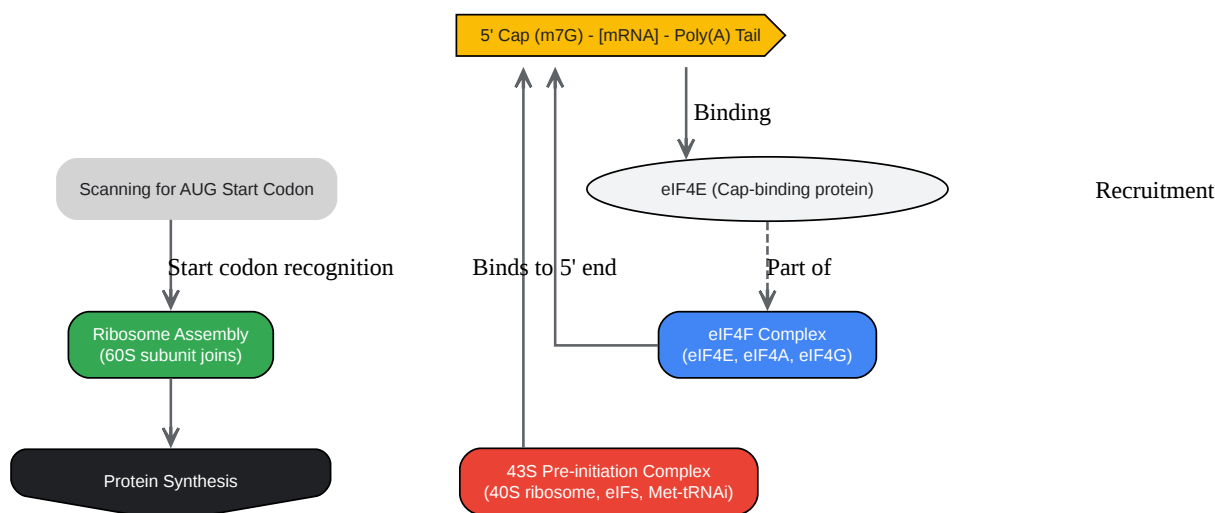 5' Cap (m7G) - [mRNA] - Poly(A) Tail
Binding
Scanning for AUG Start Codon
eIF4E (Cap-binding protein)
Recruitment
Start codon recognition
Binds to 5' end
Part of
Ribosome Assembly
(60S subunit joins)
eIF4F Complex
(eIF4E, eIF4A, eIF4G)
Protein Synthesis
43S Pre-initiation Complex
(40S ribosome, eIFs, Met-tRNAi)